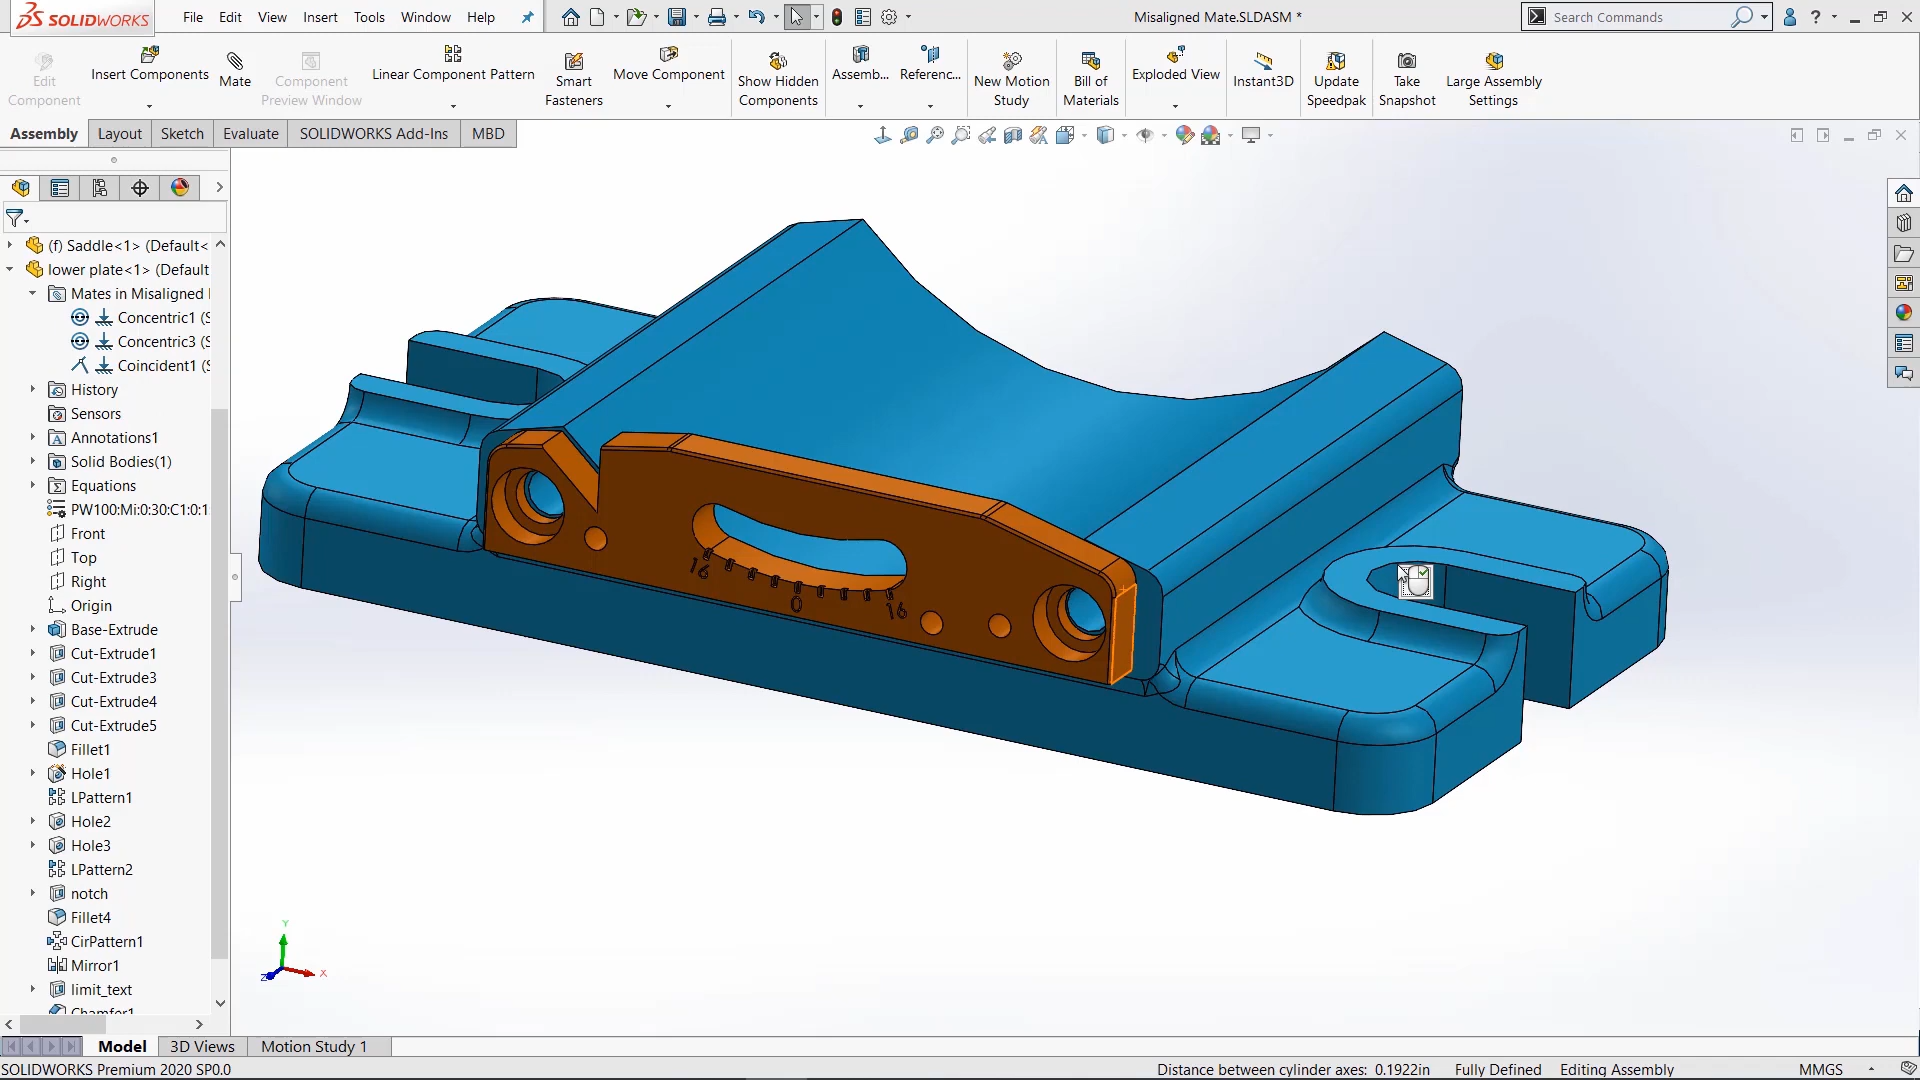 SOLIDWORKS
File Edit View Insert Tools Window Help
Misaligned Mate.SLDASM *
Search Commands
Edit Component
Insert Components
Mate
Component Preview Window
Linear Component Pattern
Smart Fasteners
Move Component
Show Hidden Components
Assemb...
Referenc...
New Motion Study
Bill of Materials
Exploded View
Instant3D
Update Speedpak
Take Snapshot
Large Assembly Settings
Assembly Layout Sketch Evaluate SOLIDWORKS Add-Ins MBD
(f) Saddle<1> (Default<
lower plate<1> (Default
Mates in Misaligned
Concentric1 (S
Concentric3 (S
Coincident1 (S
History
Sensors
Annotations1
Solid Bodies(1)
Equations
PW100:Mi:0:30:C1:0:1
Front
Top
Right
Origin
Base-Extrude
Cut-Extrude1
Cut-Extrude3
Cut-Extrude4
Cut-Extrude5
Fillet1
Hole1
LPattern1
Hole2
Hole3
LPattern2
notch
Fillet4
CirPattern1
Mirror1
limit_text
Chamfer1
16
0
16
Y
X
Z
Model 3D Views Motion Study 1
SOLIDWORKS Premium 2020 SP0.0
Distance between cylinder axes: 0.1922in Fully Defined Editing Assembly MMGS